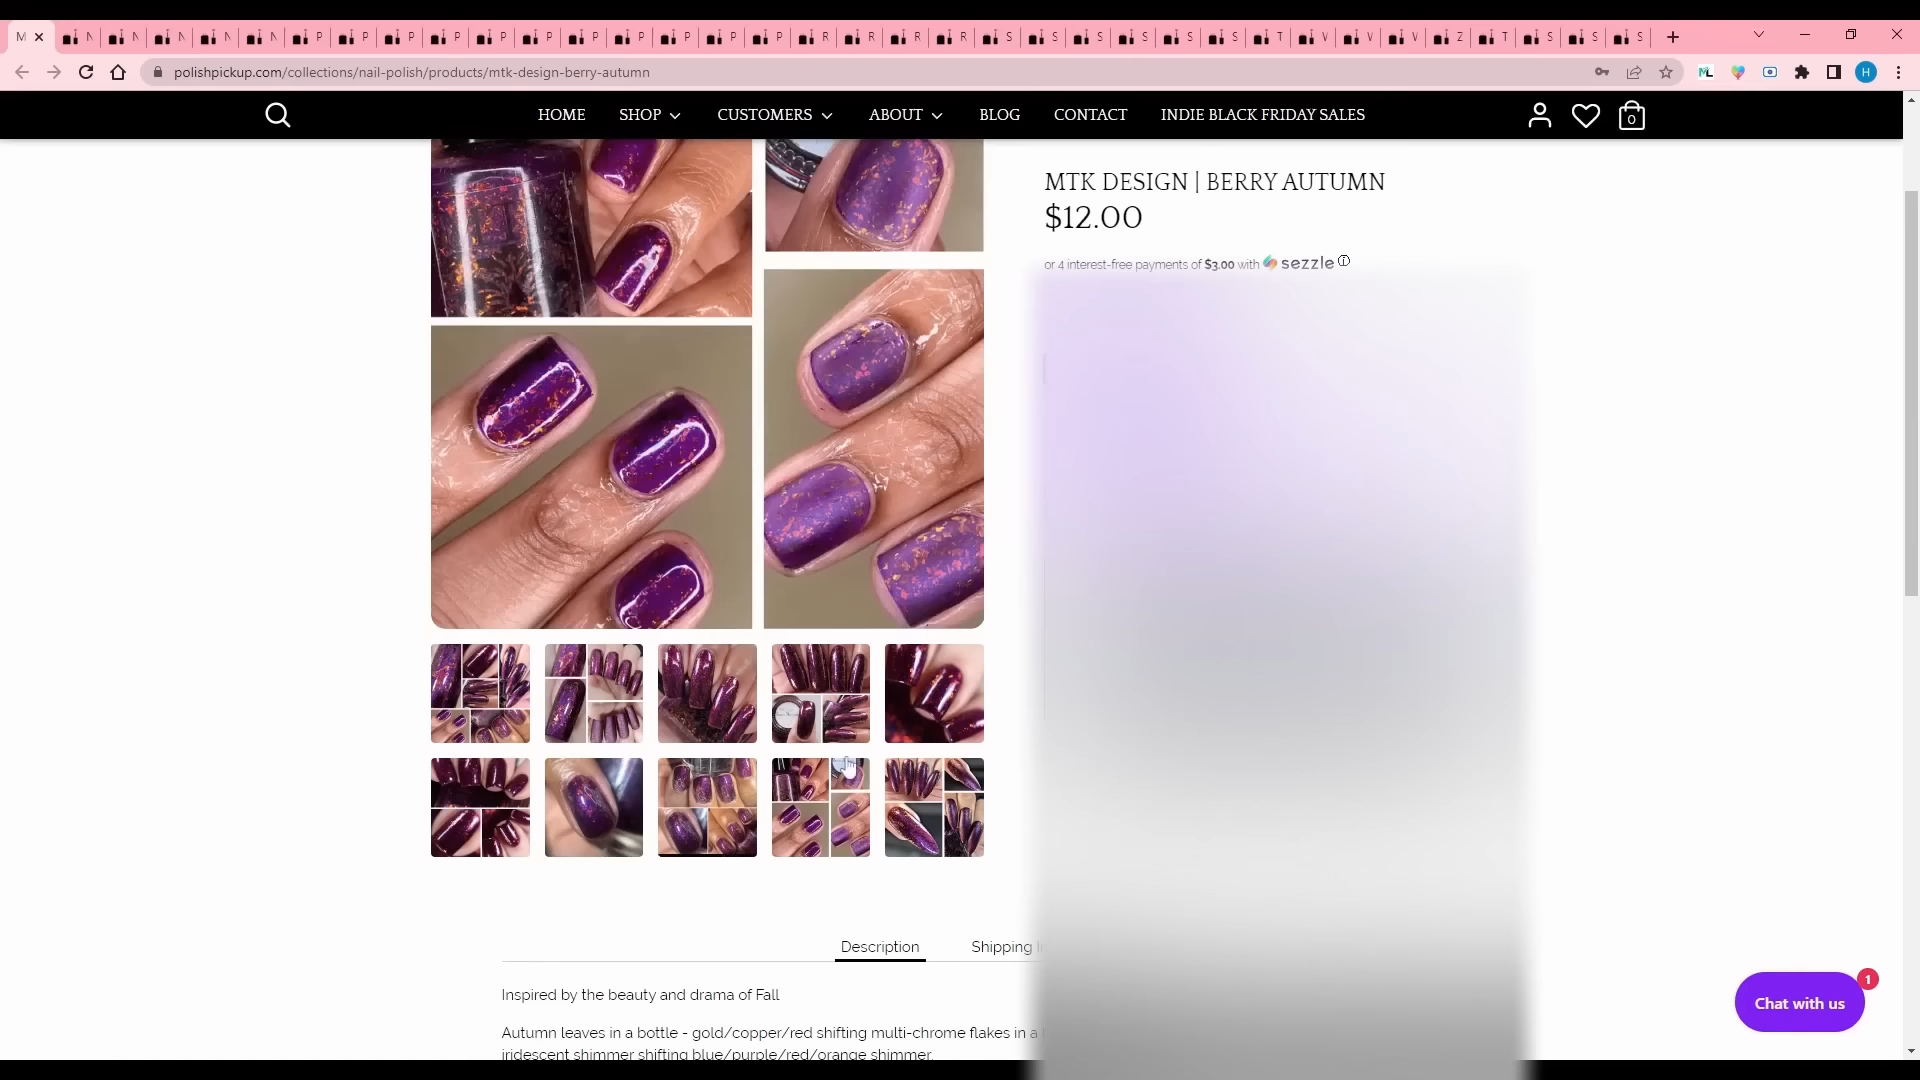 M N N N N N P P P P P P P P P P P R R R R S S S S S S T V V V Z T S S S
polishpickup.com/collections/nail-polish/products/mtk-design-berry-autumn
H
HOME SHOP CUSTOMERS ABOUT BLOG CONTACT INDIE BLACK FRIDAY SALES 0
MTK DESIGN | BERRY AUTUMN
$12.00
or 4 interest-free payments of $3.00 with sezzle
Description Shipping
Inspired by the beauty and drama of Fall
Autumn leaves in a bottle - gold/copper/red shifting multi-chrome flakes in a
iridescent shimmer shifting blue/purple/red/orange shimmer.
Chat with us
1